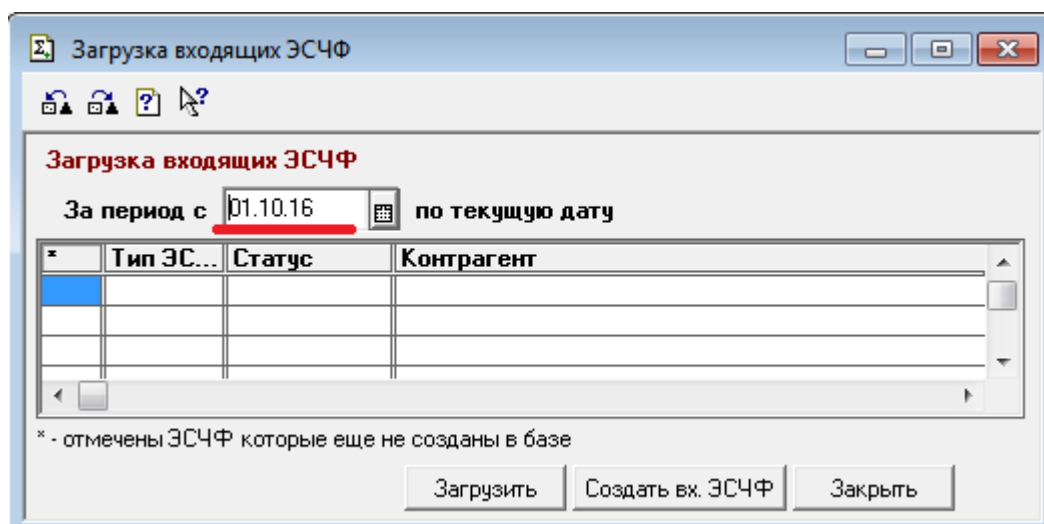 Загрузка входящих ЭСЧФ
Загрузка входящих ЭСЧФ
За период с 01.10.16 по текущую дату
* Тип ЭС... Статус Контрагент
* - отмечены ЭСЧФ которые еще не созданы в базе
Загрузить Создать вх. ЭСЧФ Закрыть